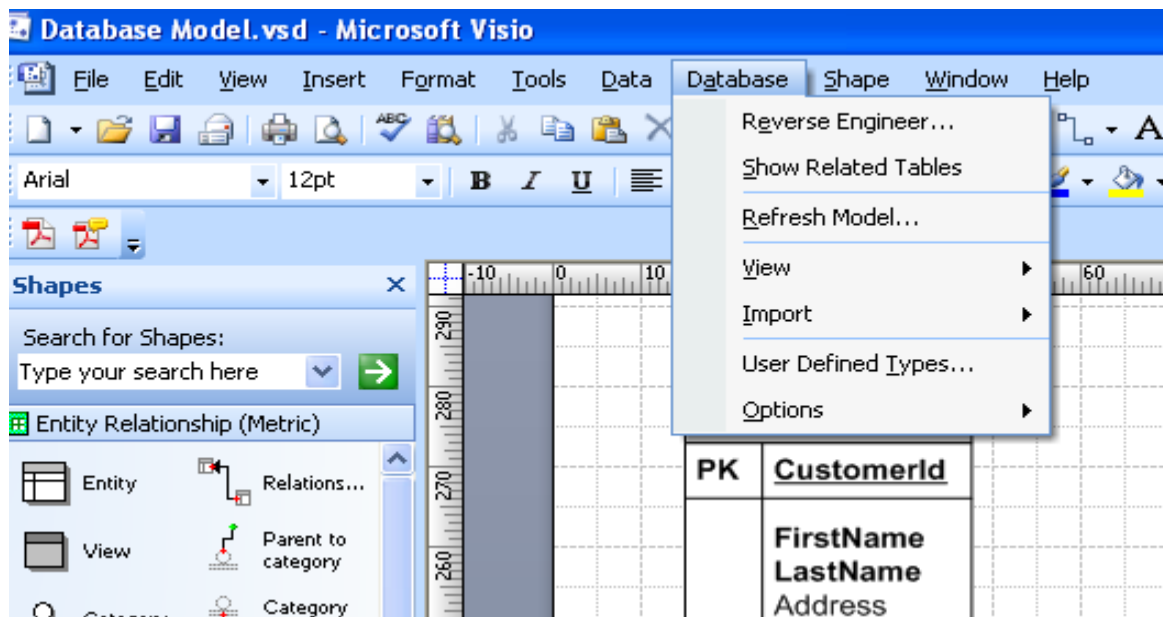 Database Model.vsd - Microsoft Visio
File Edit View Insert Format Tools Data Database Shape Window Help
ABC
A
Arial 12pt B I U
Reverse Engineer...
Show Related Tables
Refresh Model...
View
Import
User Defined Types...
Options
Shapes
Search for Shapes:
Type your search here
Entity Relationship (Metric)
Entity Relations...
View Parent to
category
Category
-10 0 10 60
290
280
270
260
PK CustomerId
FirstName
LastName
Address